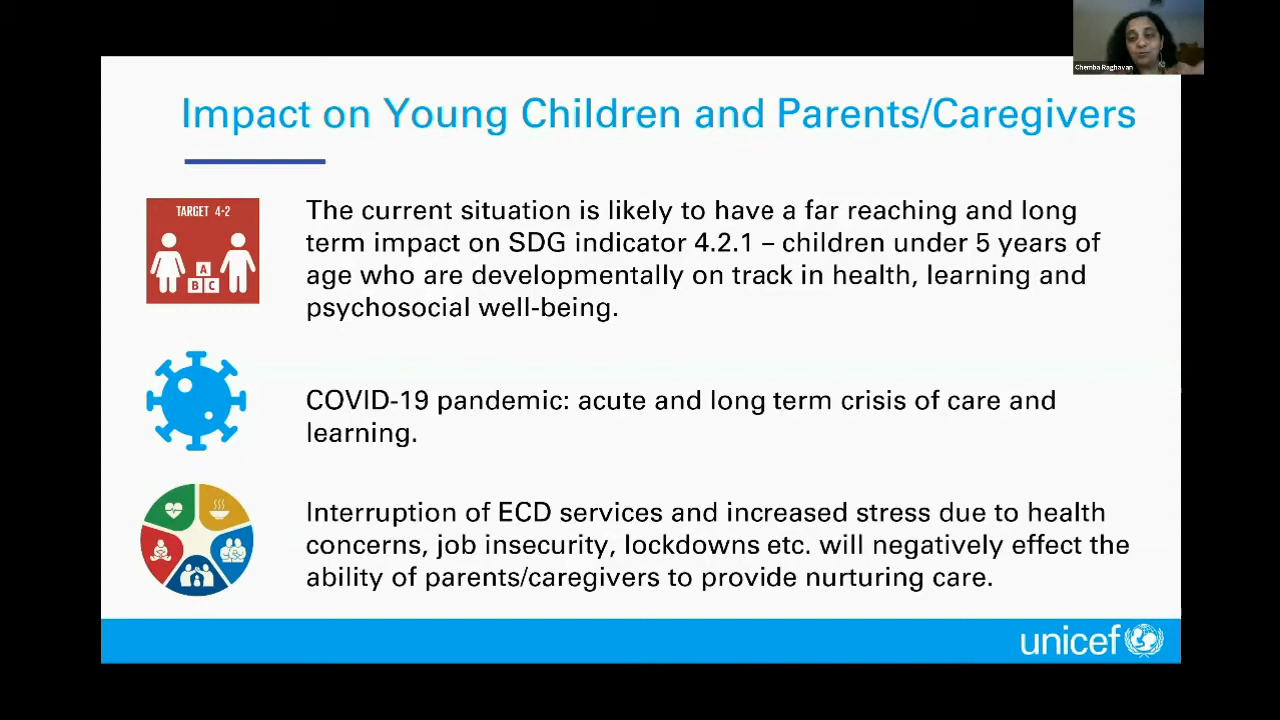 Chemba Raghavan
Impact on Young Children and Parents/Caregivers
TARGET 4·2
A
B C
The current situation is likely to have a far reaching and long
term impact on SDG indicator 4.2.1 – children under 5 years of
age who are developmentally on track in health, learning and
psychosocial well-being.
COVID-19 pandemic: acute and long term crisis of care and
learning.
Interruption of ECD services and increased stress due to health
concerns, job insecurity, lockdowns etc. will negatively effect the
ability of parents/caregivers to provide nurturing care.
unicef